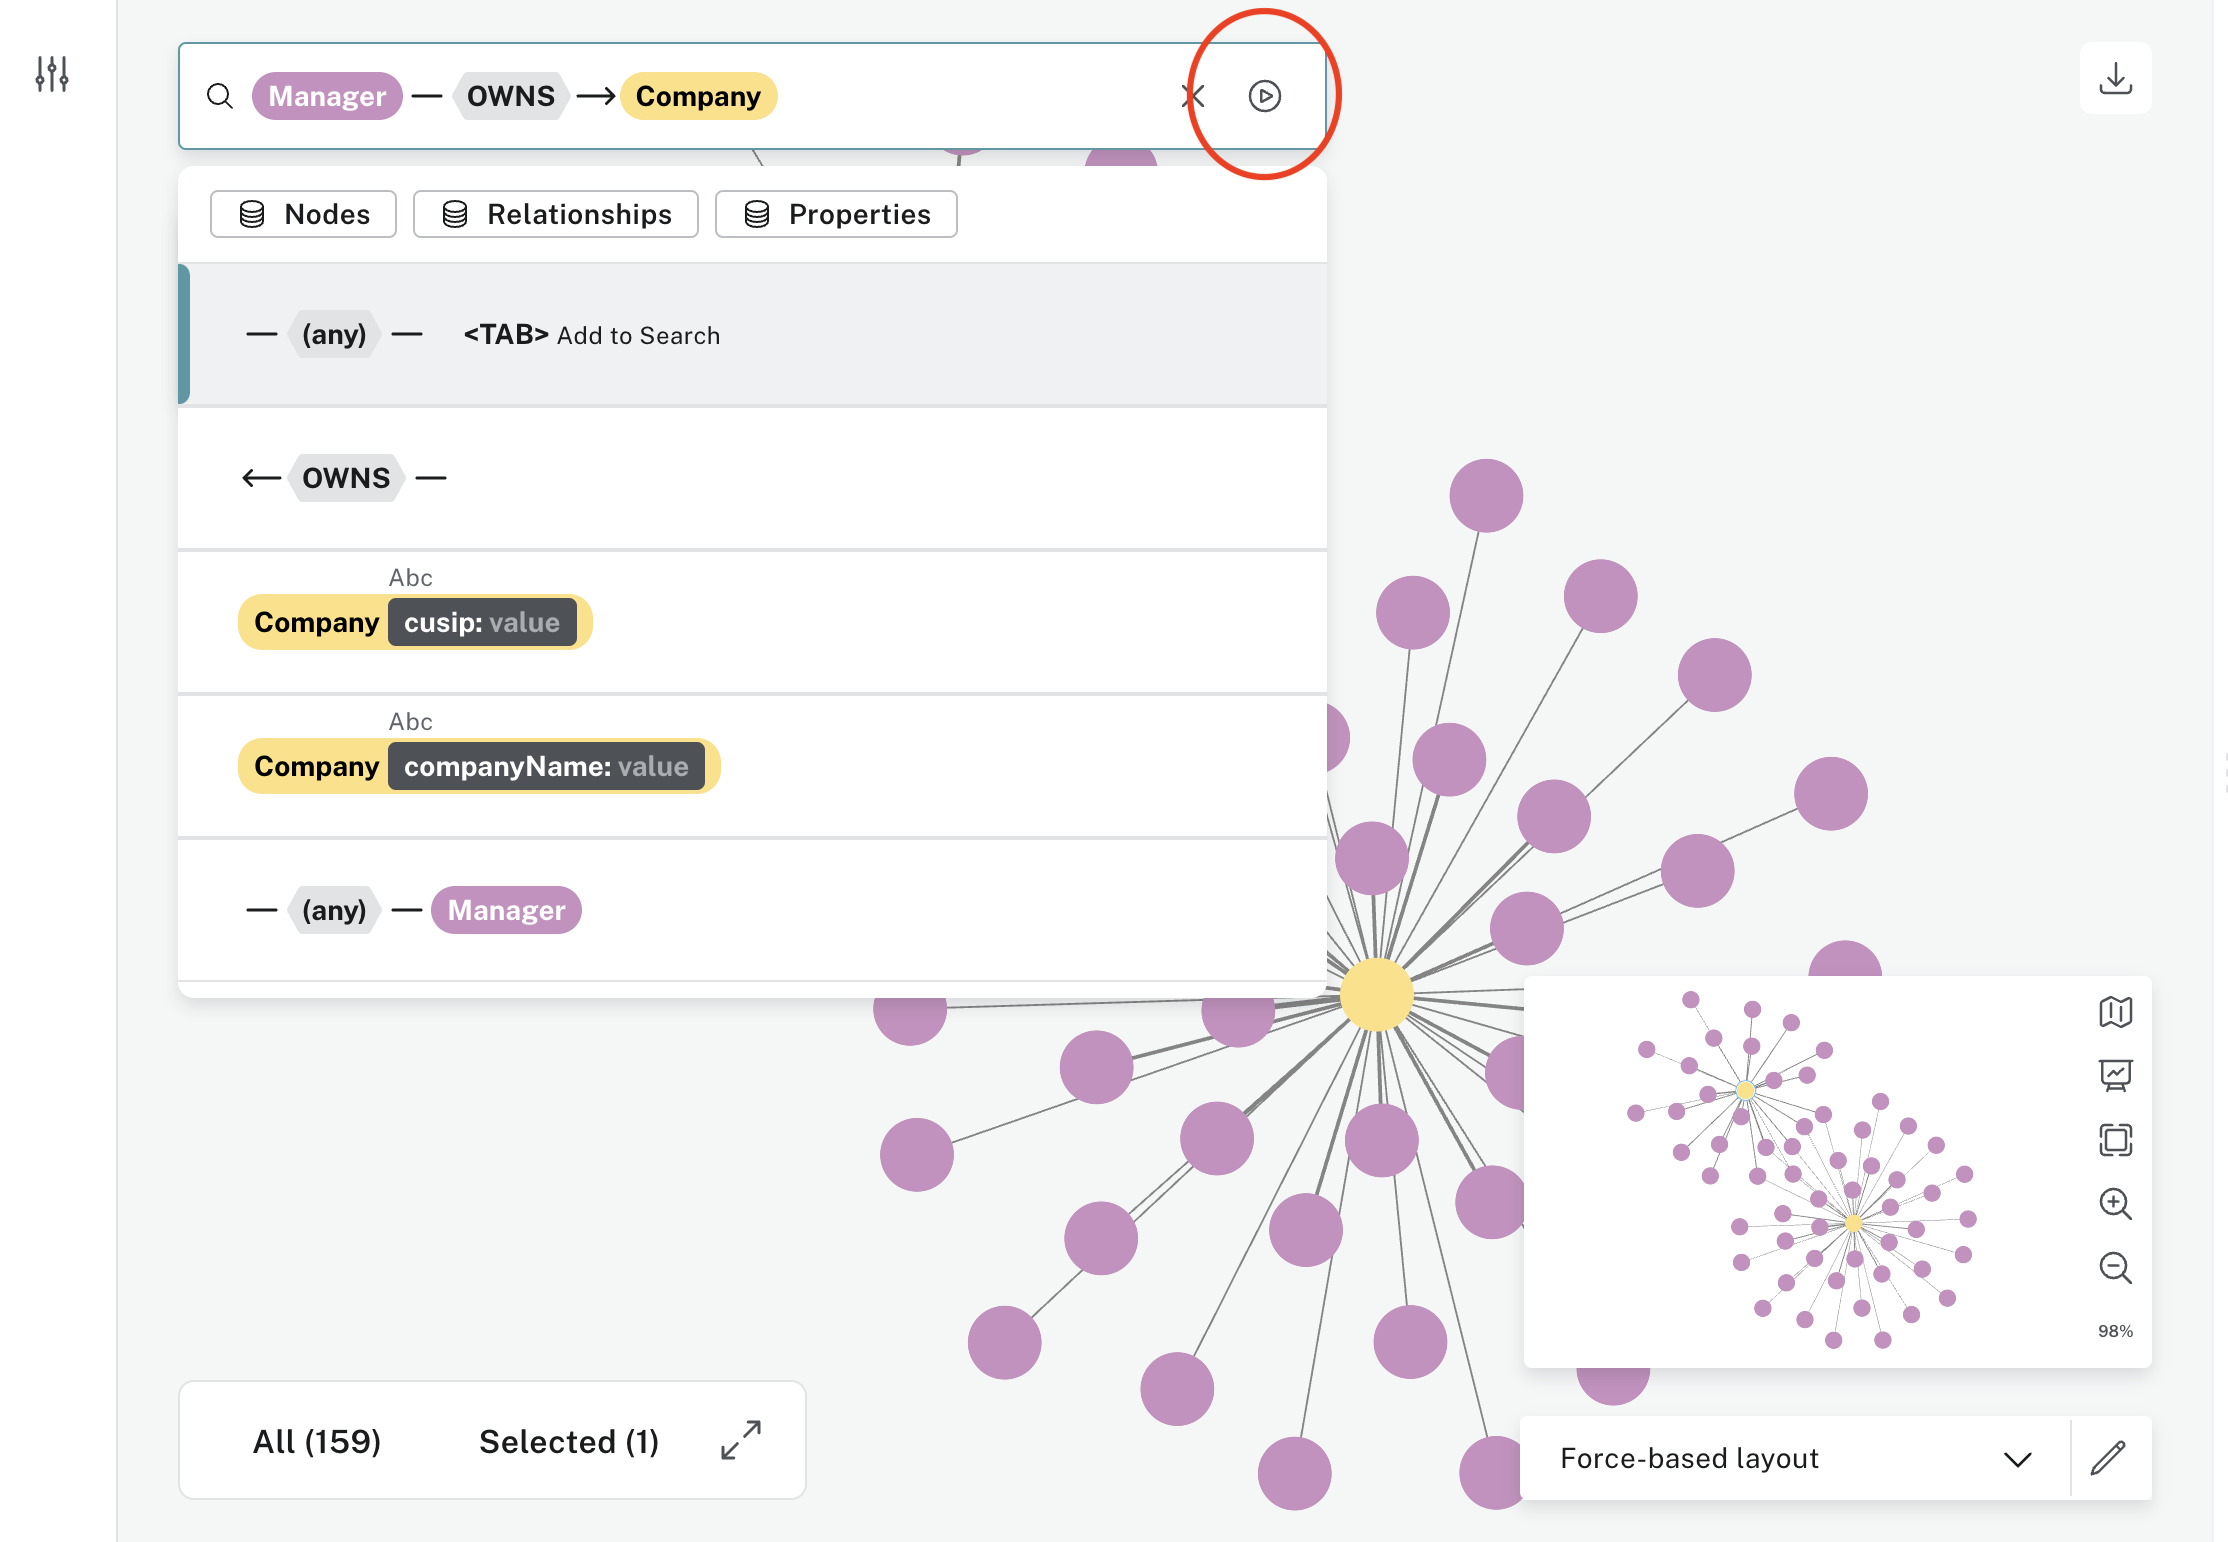 Manager OWNS Company
Nodes Relationships Properties
(any) <TAB> Add to Search
OWNS
Abc
Company cusip: value
Abc
Company companyName: value
(any) Manager
98%
All (159) Selected (1)
Force-based layout